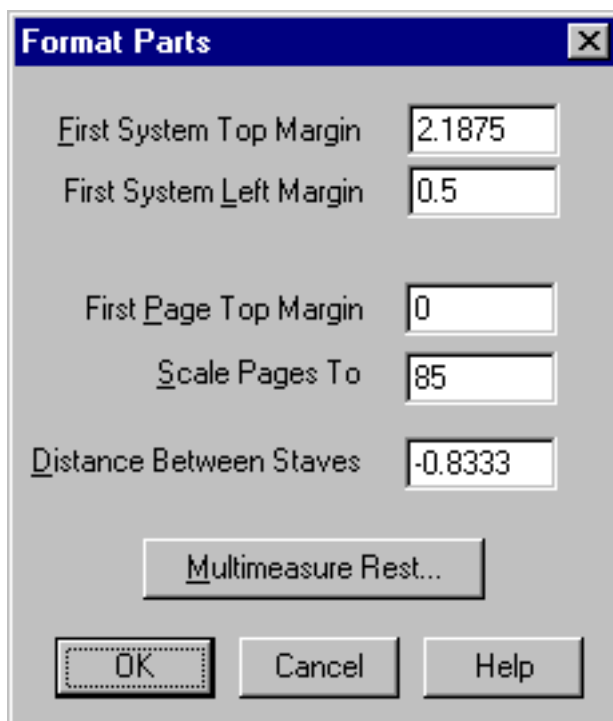 Format Parts
First System Top Margin 2.1875
First System Left Margin 0.5
First Page Top Margin 0
Scale Pages To 85
Distance Between Staves -0.8333
Multimeasure Rest...
OK Cancel Help